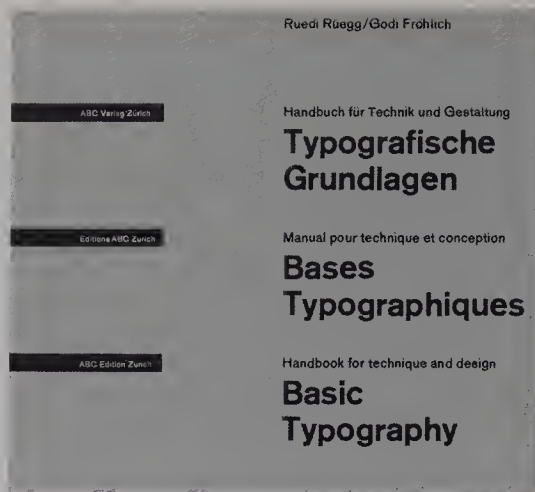 Ruedi Rüegg/Godi Fröhlich
ABC Verlag Zürich
Handbuch für Technik und Gestaltung
Typografische
Grundlagen
Editions ABC Zurich
Manual pour technique et conception
Bases
Typographiques
ABC Edition Zurich
Handbook for technique and design
Basic
Typography